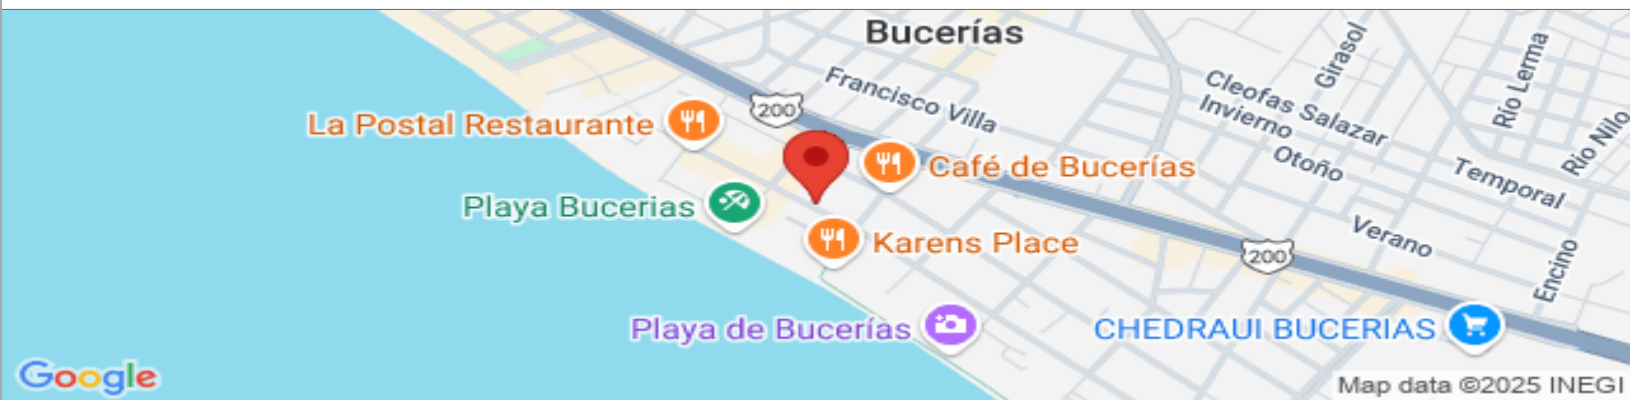 Bucerías
Girasol
Río Lerma
Francisco Villa
Cleofas Salazar
Invierno
La Postal Restaurante
200
Río Nilo
Otoño
Café de Bucerías
Temporal
Playa Bucerias
Verano
Karens Place
200
Encino
Playa de Bucerías
CHEDRAUI BUCERIAS
Google
Map data ©2025 INEGI